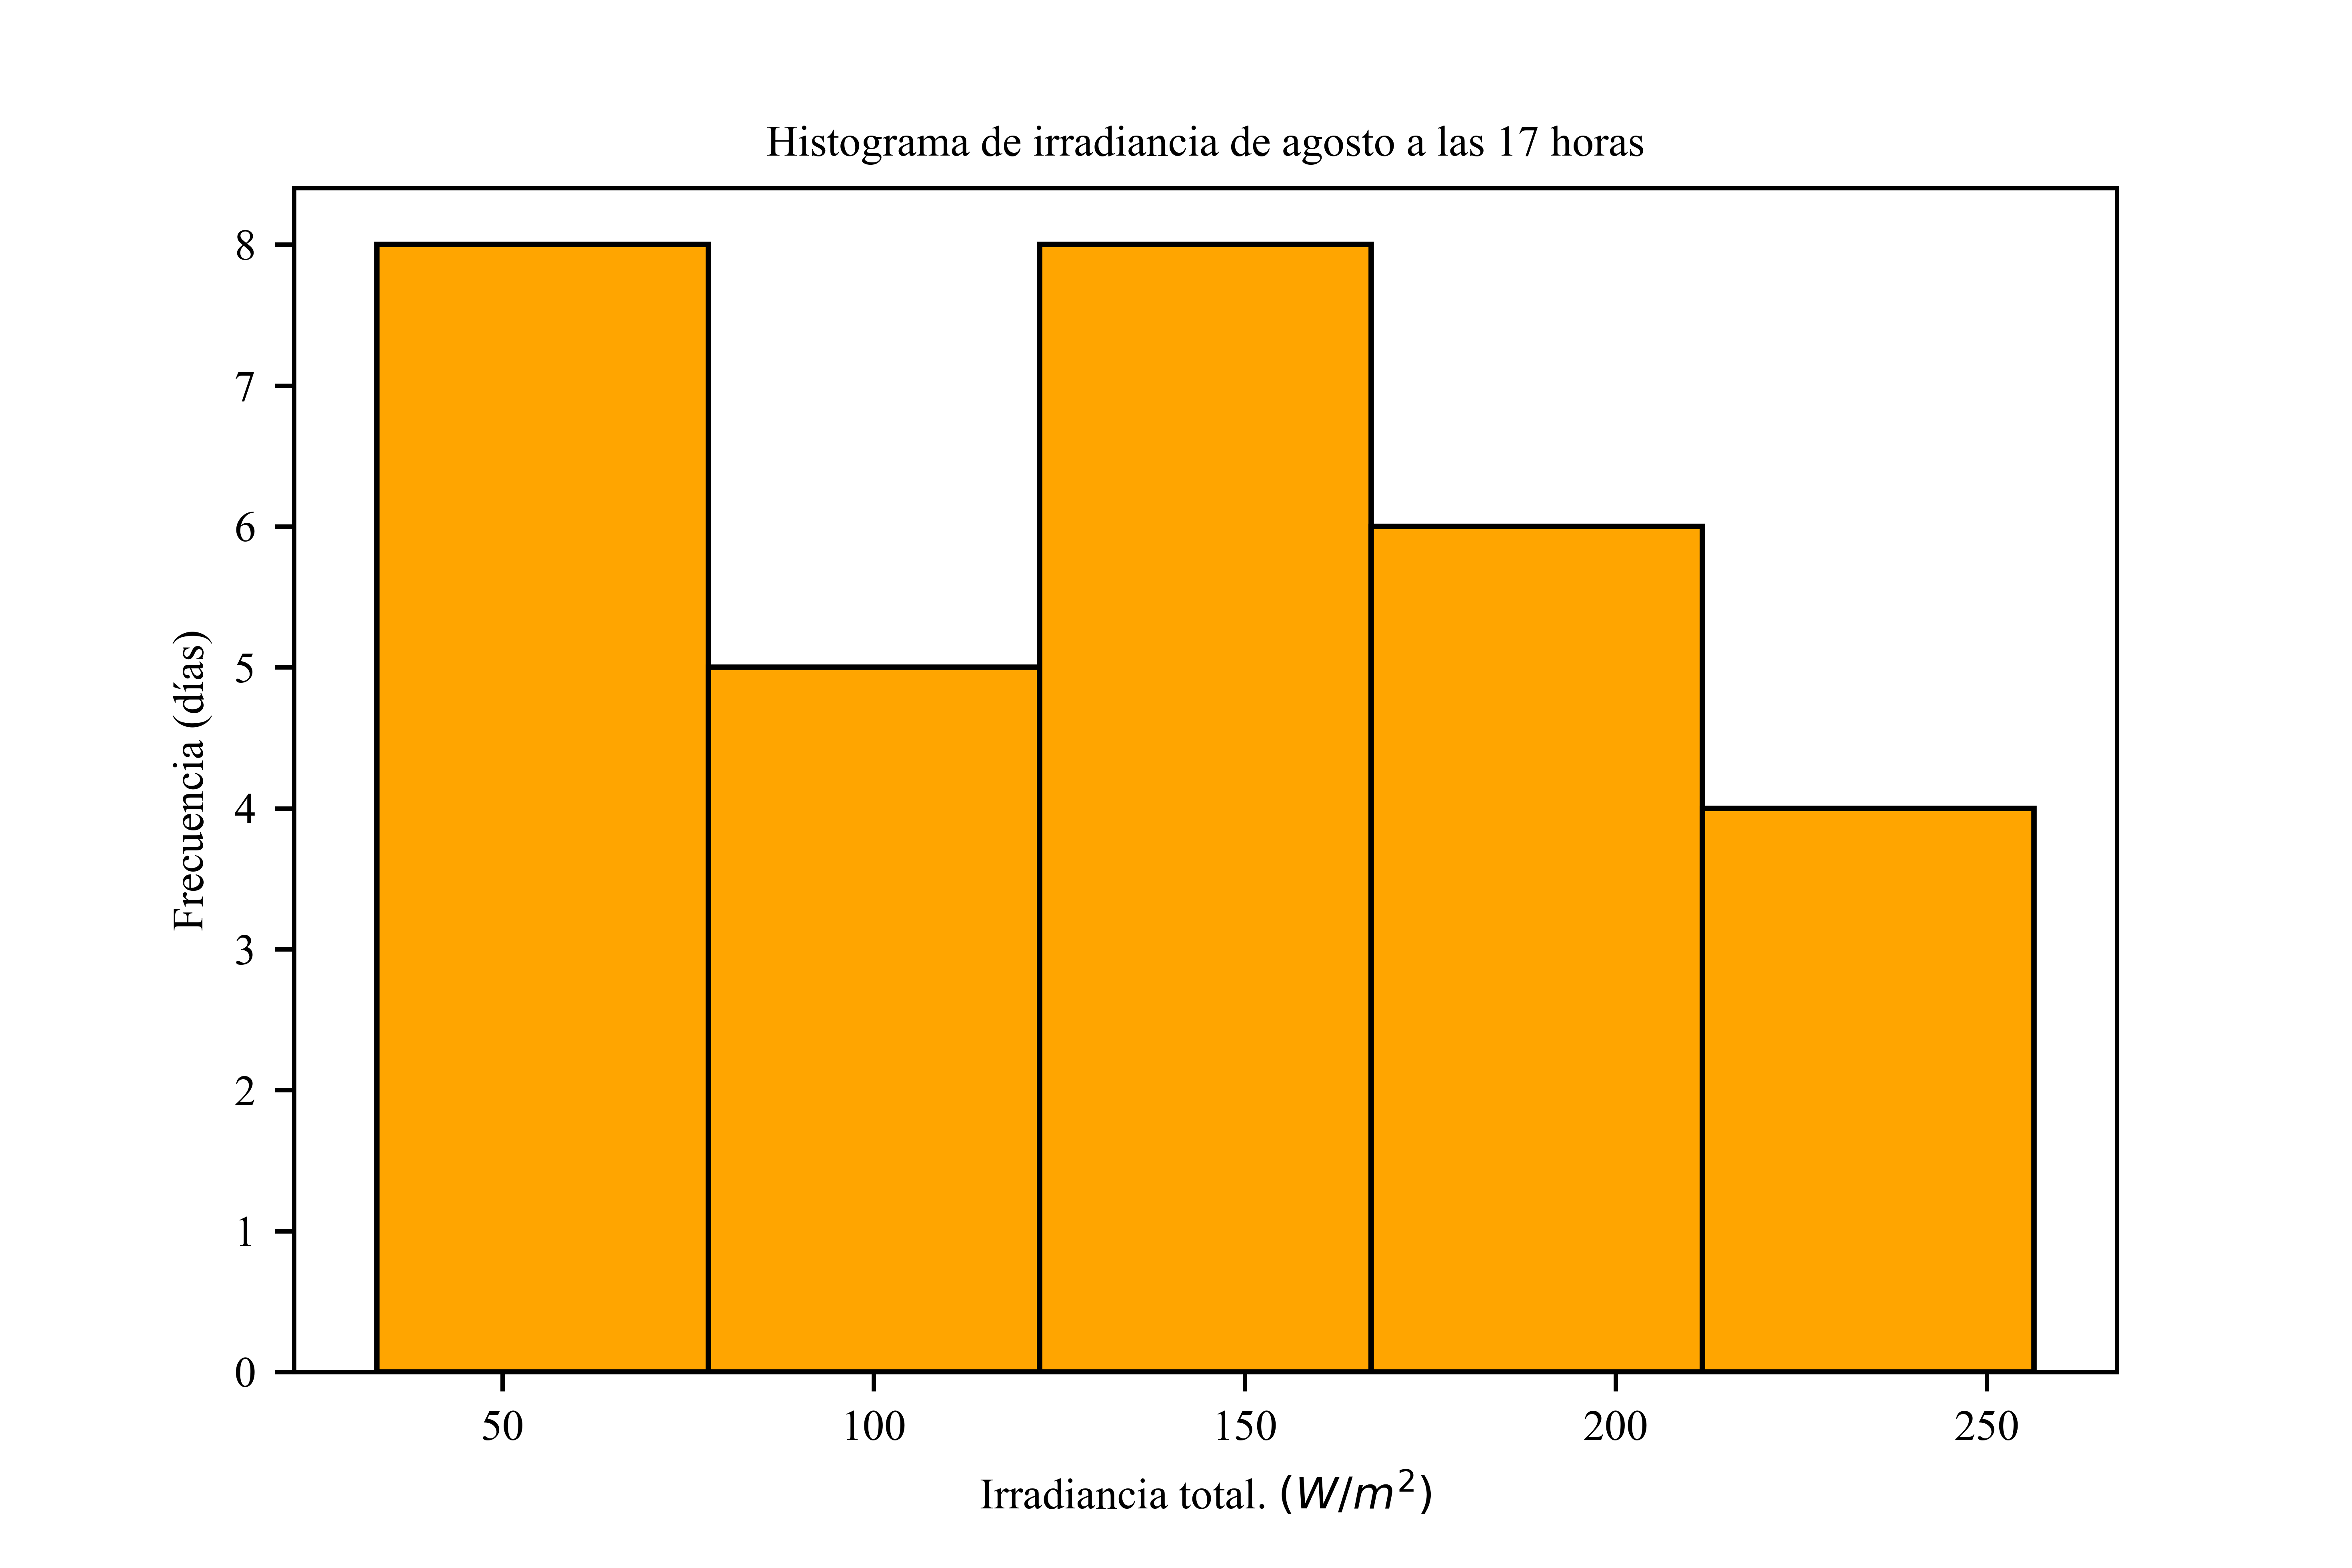 Histograma de irradiancia de agosto a las 17 horas
8
7
6
5
4
3
2
1
0
Frecuencia (días)
50 100 150 200 250
Irradiancia total. (W/m²)